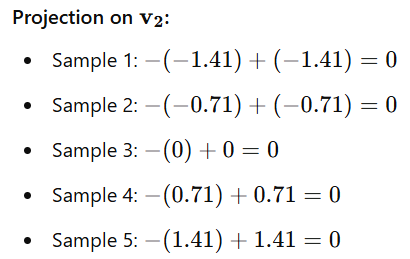 Projection on v₂:
• Sample 1: −(−1.41) + (−1.41) = 0
• Sample 2: −(−0.71) + (−0.71) = 0
• Sample 3: −(0) + 0 = 0
• Sample 4: −(0.71) + 0.71 = 0
• Sample 5: −(1.41) + 1.41 = 0